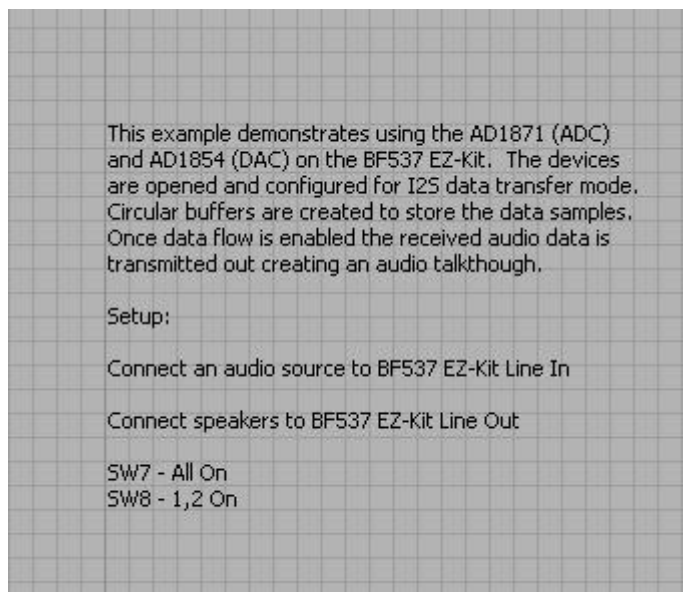 This example demonstrates using the AD1871 (ADC)
and AD1854 (DAC) on the BF537 EZ-Kit.  The devices
are opened and configured for I2S data transfer mode.
Circular buffers are created to store the data samples.
Once data flow is enabled the received audio data is
transmitted out creating an audio talkthough.
Setup:
Connect an audio source to BF537 EZ-Kit Line In
Connect speakers to BF537 EZ-Kit Line Out
SW7 - All On
SW8 - 1,2 On